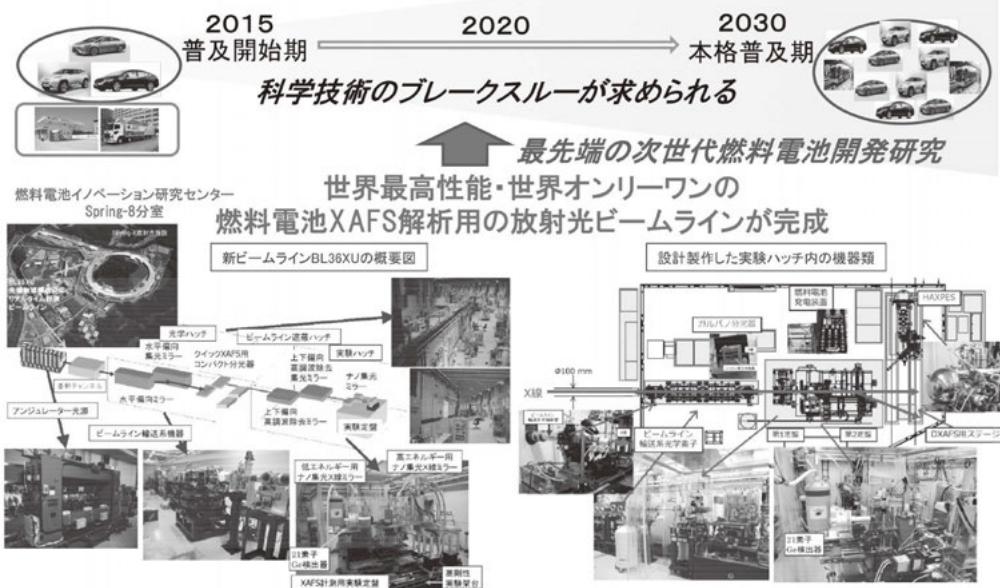 2015
普及開始期
2020
2030
本格普及期
科学技術のブレークスルーが求められる
最先端の次世代燃料電池開発研究
世界最高性能・世界オンリーワンの
燃料電池XAFS解析用の放射光ビームラインが完成
燃料電池イノベーション研究センター
Spring-8分室
新ビームラインBL36XUの概要図
光学ハッチ
ビームライン遮蔽ハッチ
実験ハッチ
水平偏向
集光ミラー
クイックXAFS用
コンパクト分光器
上下偏向
高調波除去
集光ミラー
ナノ集光
ミラー
水平偏向ミラー
上下偏向
高調波除去ミラー
実験定盤
アンジュレーター光源
ビームライン輸送系機器
低エネルギー用
ナノ集光X線ミラー
高エネルギー用
ナノ集光X線ミラー
21素子
Ge検出器
XAFS計測用実験定盤
高剛性
実験架台
設計製作した実験ハッチ内の機器類
燃料電池
発電装置
HAXPES
ガルバノ分光器
Φ100 mm
X線
ビームライン
輸送系光学素子
第1定盤
第2定盤
DXAFS用ステージ
21素子
Ge検出器